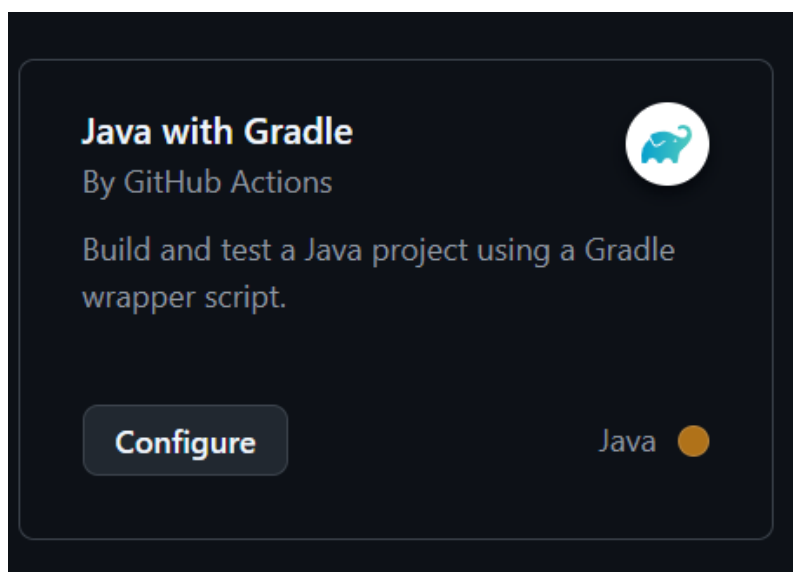 Java with Gradle
By GitHub Actions
Build and test a Java project using a Gradle
wrapper script.
Configure
Java